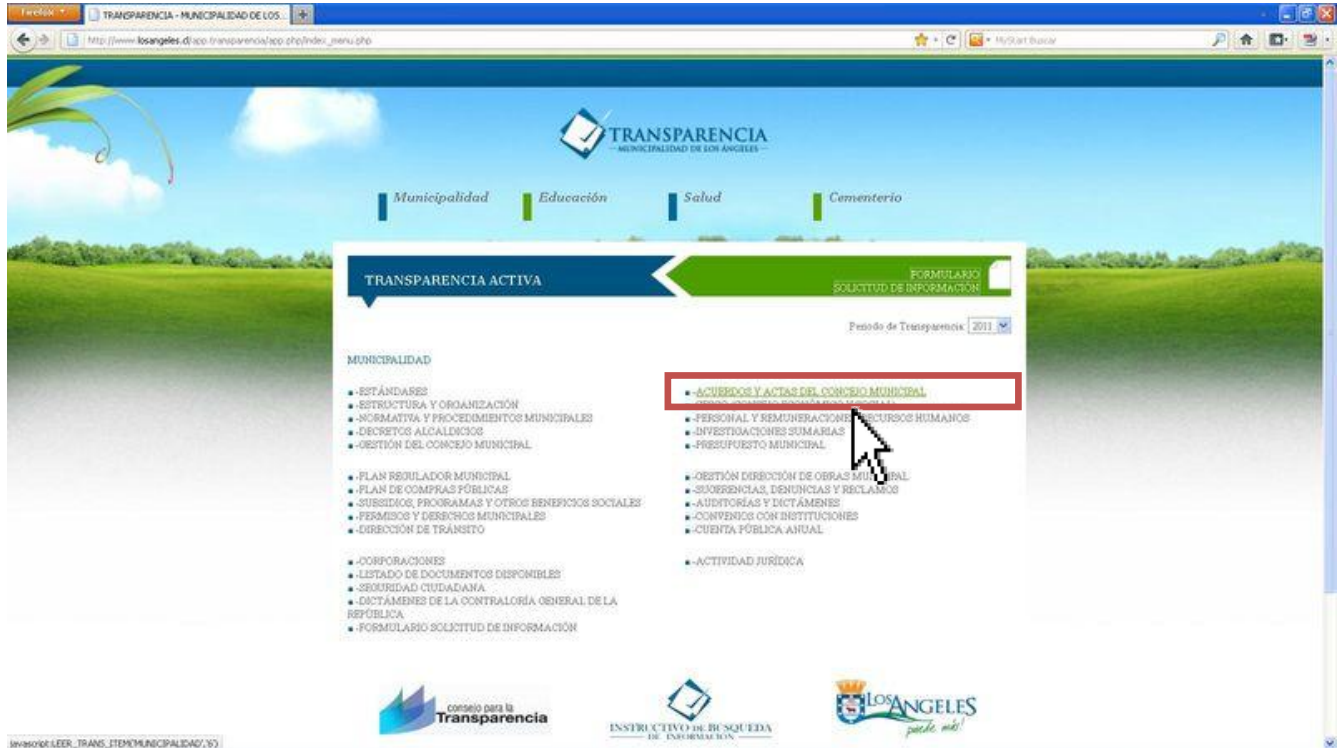 Firefox
TRANSPARENCIA - MUNICIPALIDAD DE LOS...
http://www.losangeles.cl/app.transparencia/app.php/index_menu.php
MyStart Buscar
TRANSPARENCIA
MUNICIPALIDAD DE LOS ÁNGELES
Municipalidad
Educación
Salud
Cementerio
TRANSPARENCIA ACTIVA
FORMULARIO
SOLICITUD DE INFORMACIÓN
Periodo de Transparencia: 2011
MUNICIPALIDAD
-ESTÁNDARES
-ESTRUCTURA Y ORGANIZACIÓN
-NORMATIVA Y PROCEDIMIENTOS MUNICIPALES
-DECRETOS ALCALDICIOS
-GESTIÓN DEL CONCEJO MUNICIPAL
-PLAN REGULADOR MUNICIPAL
-PLAN DE COMPRAS PÚBLICAS
-SUBSIDIOS, PROGRAMAS Y OTROS BENEFICIOS SOCIALES
-PERMISOS Y DERECHOS MUNICIPALES
-DIRECCIÓN DE TRÁNSITO
-CORPORACIONES
-LISTADO DE DOCUMENTOS DISPONIBLES
-SEGURIDAD CIUDADANA
-DICTÁMENES DE LA CONTRALORÍA GENERAL DE LA
REPÚBLICA
-FORMULARIO SOLICITUD DE INFORMACIÓN
-ACUERDOS Y ACTAS DEL CONCEJO MUNICIPAL
-PERSONAL Y REMUNERACIONES RECURSOS HUMANOS
-INVESTIGACIONES SUMARIAS
-PRESUPUESTO MUNICIPAL
-GESTIÓN DIRECCIÓN DE OBRAS MUNICIPAL
-SUGERENCIAS, DENUNCIAS Y RECLAMOS
-AUDITORÍAS Y DICTÁMENES
-CONVENIOS CON INSTITUCIONES
-CUENTA PÚBLICA ANUAL
-ACTIVIDAD JURÍDICA
consejo para la
Transparencia
INSTRUCTIVO DE BUSQUEDA
DE INFORMACIÓN
LOS ANGELES
puede más!
javascript:LEER_TRANS_ITEM('MUNICIPALIDAD','6')